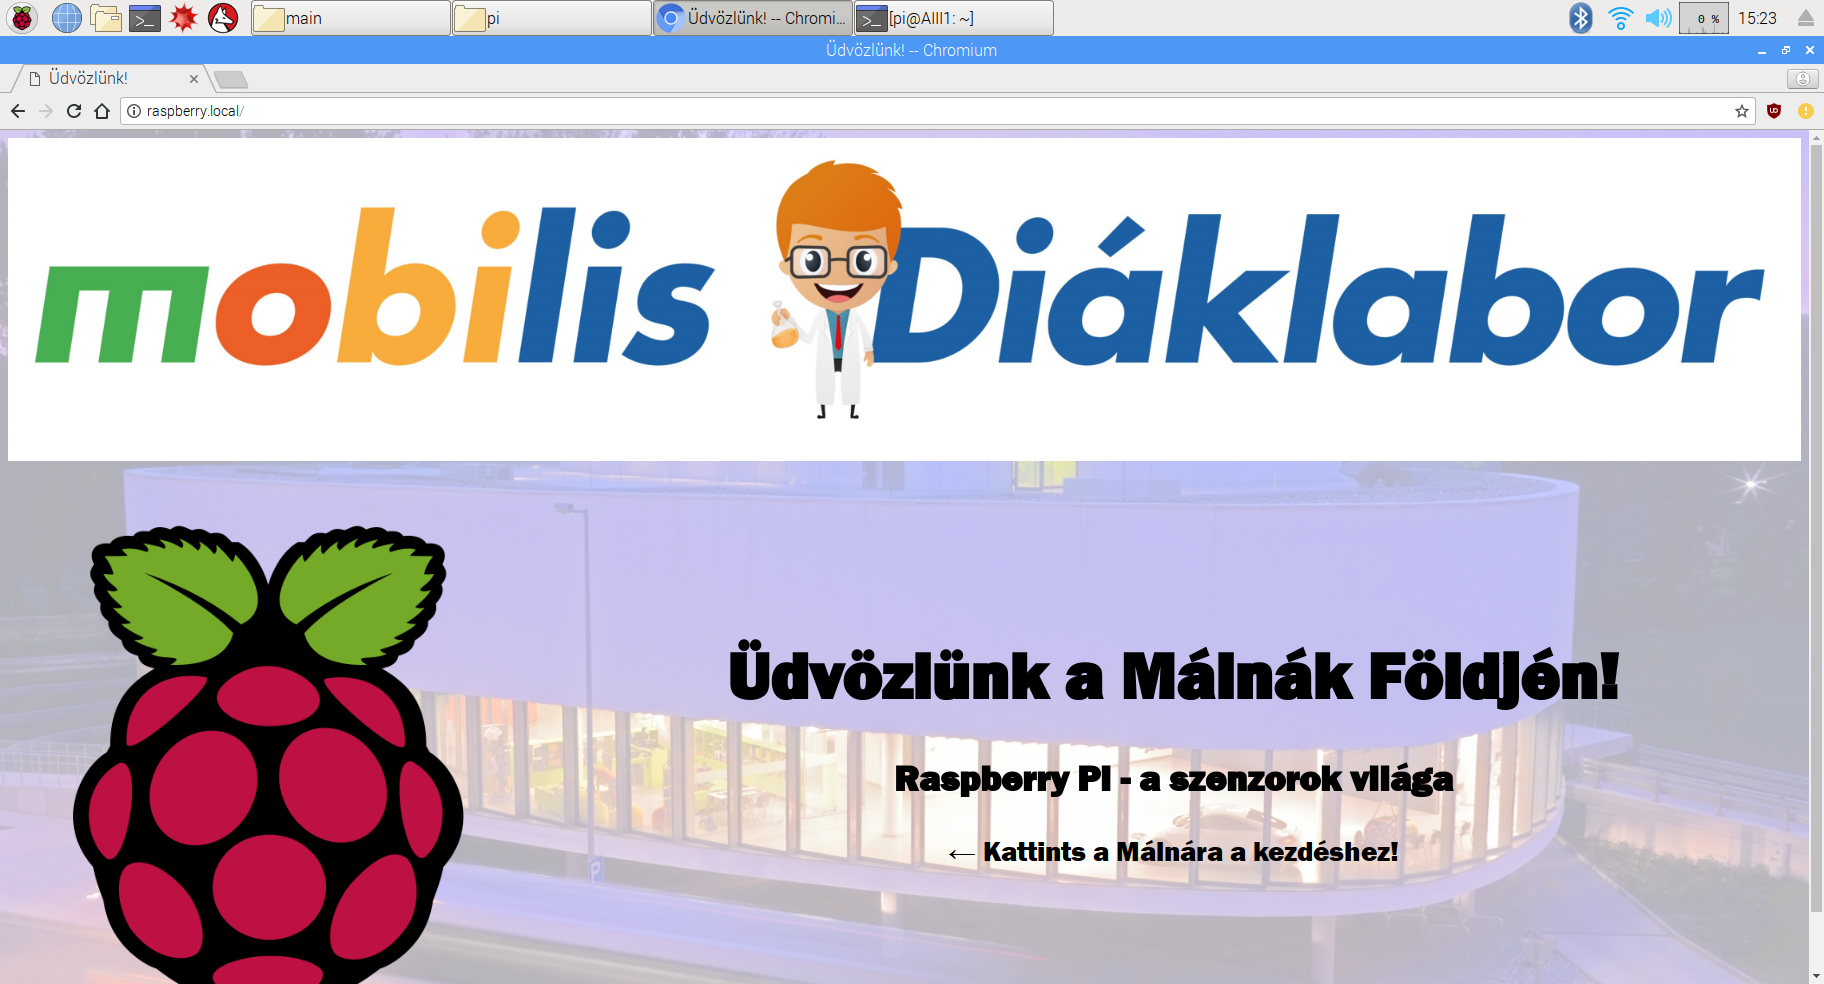 main
pi
Üdvözlünk! -- Chromi...
[pi@AIII1: ~]
0 %
15:23
Üdvözlünk! -- Chromium
Üdvözlünk!
raspberry.local/
mobilis Diáklabor
Üdvözlünk a Málnák Földjén!
Raspberry Pi - a szenzorok világa
← Kattints a Málnára a kezdéshez!